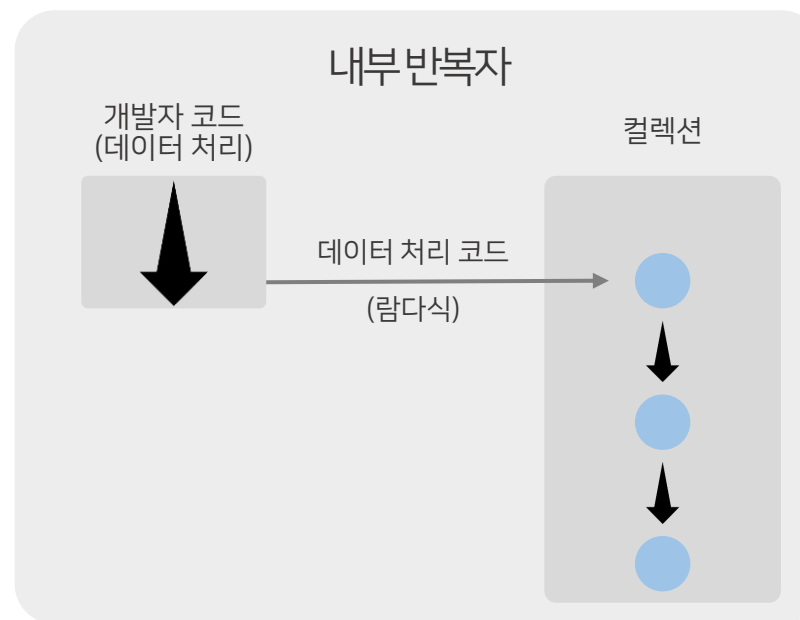 내부 반복자
개발자 코드
(데이터 처리)
컬렉션
데이터 처리 코드
(람다식)